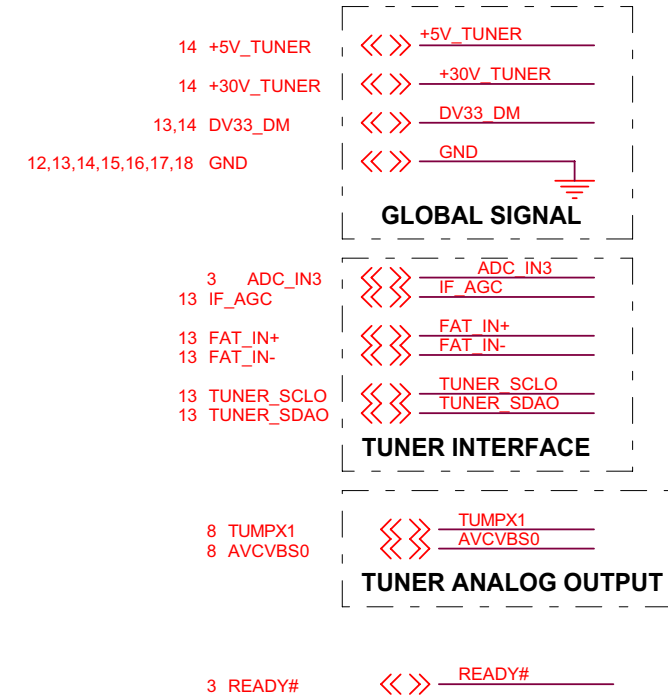 14 +5V_TUNER +5V_TUNER
14 +30V_TUNER +30V_TUNER
13,14 DV33_DM DV33_DM
12,13,14,15,16,17,18 GND GND
GLOBAL SIGNAL
3 ADC_IN3 ADC_IN3
13 IF_AGC IF_AGC
13 FAT_IN+ FAT_IN+
13 FAT_IN- FAT_IN-
13 TUNER_SCLO TUNER_SCLO
13 TUNER_SDAO TUNER_SDAO
TUNER INTERFACE
8 TUMPX1 TUMPX1
8 AVCVBS0 AVCVBS0
TUNER ANALOG OUTPUT
3 READY# READY#